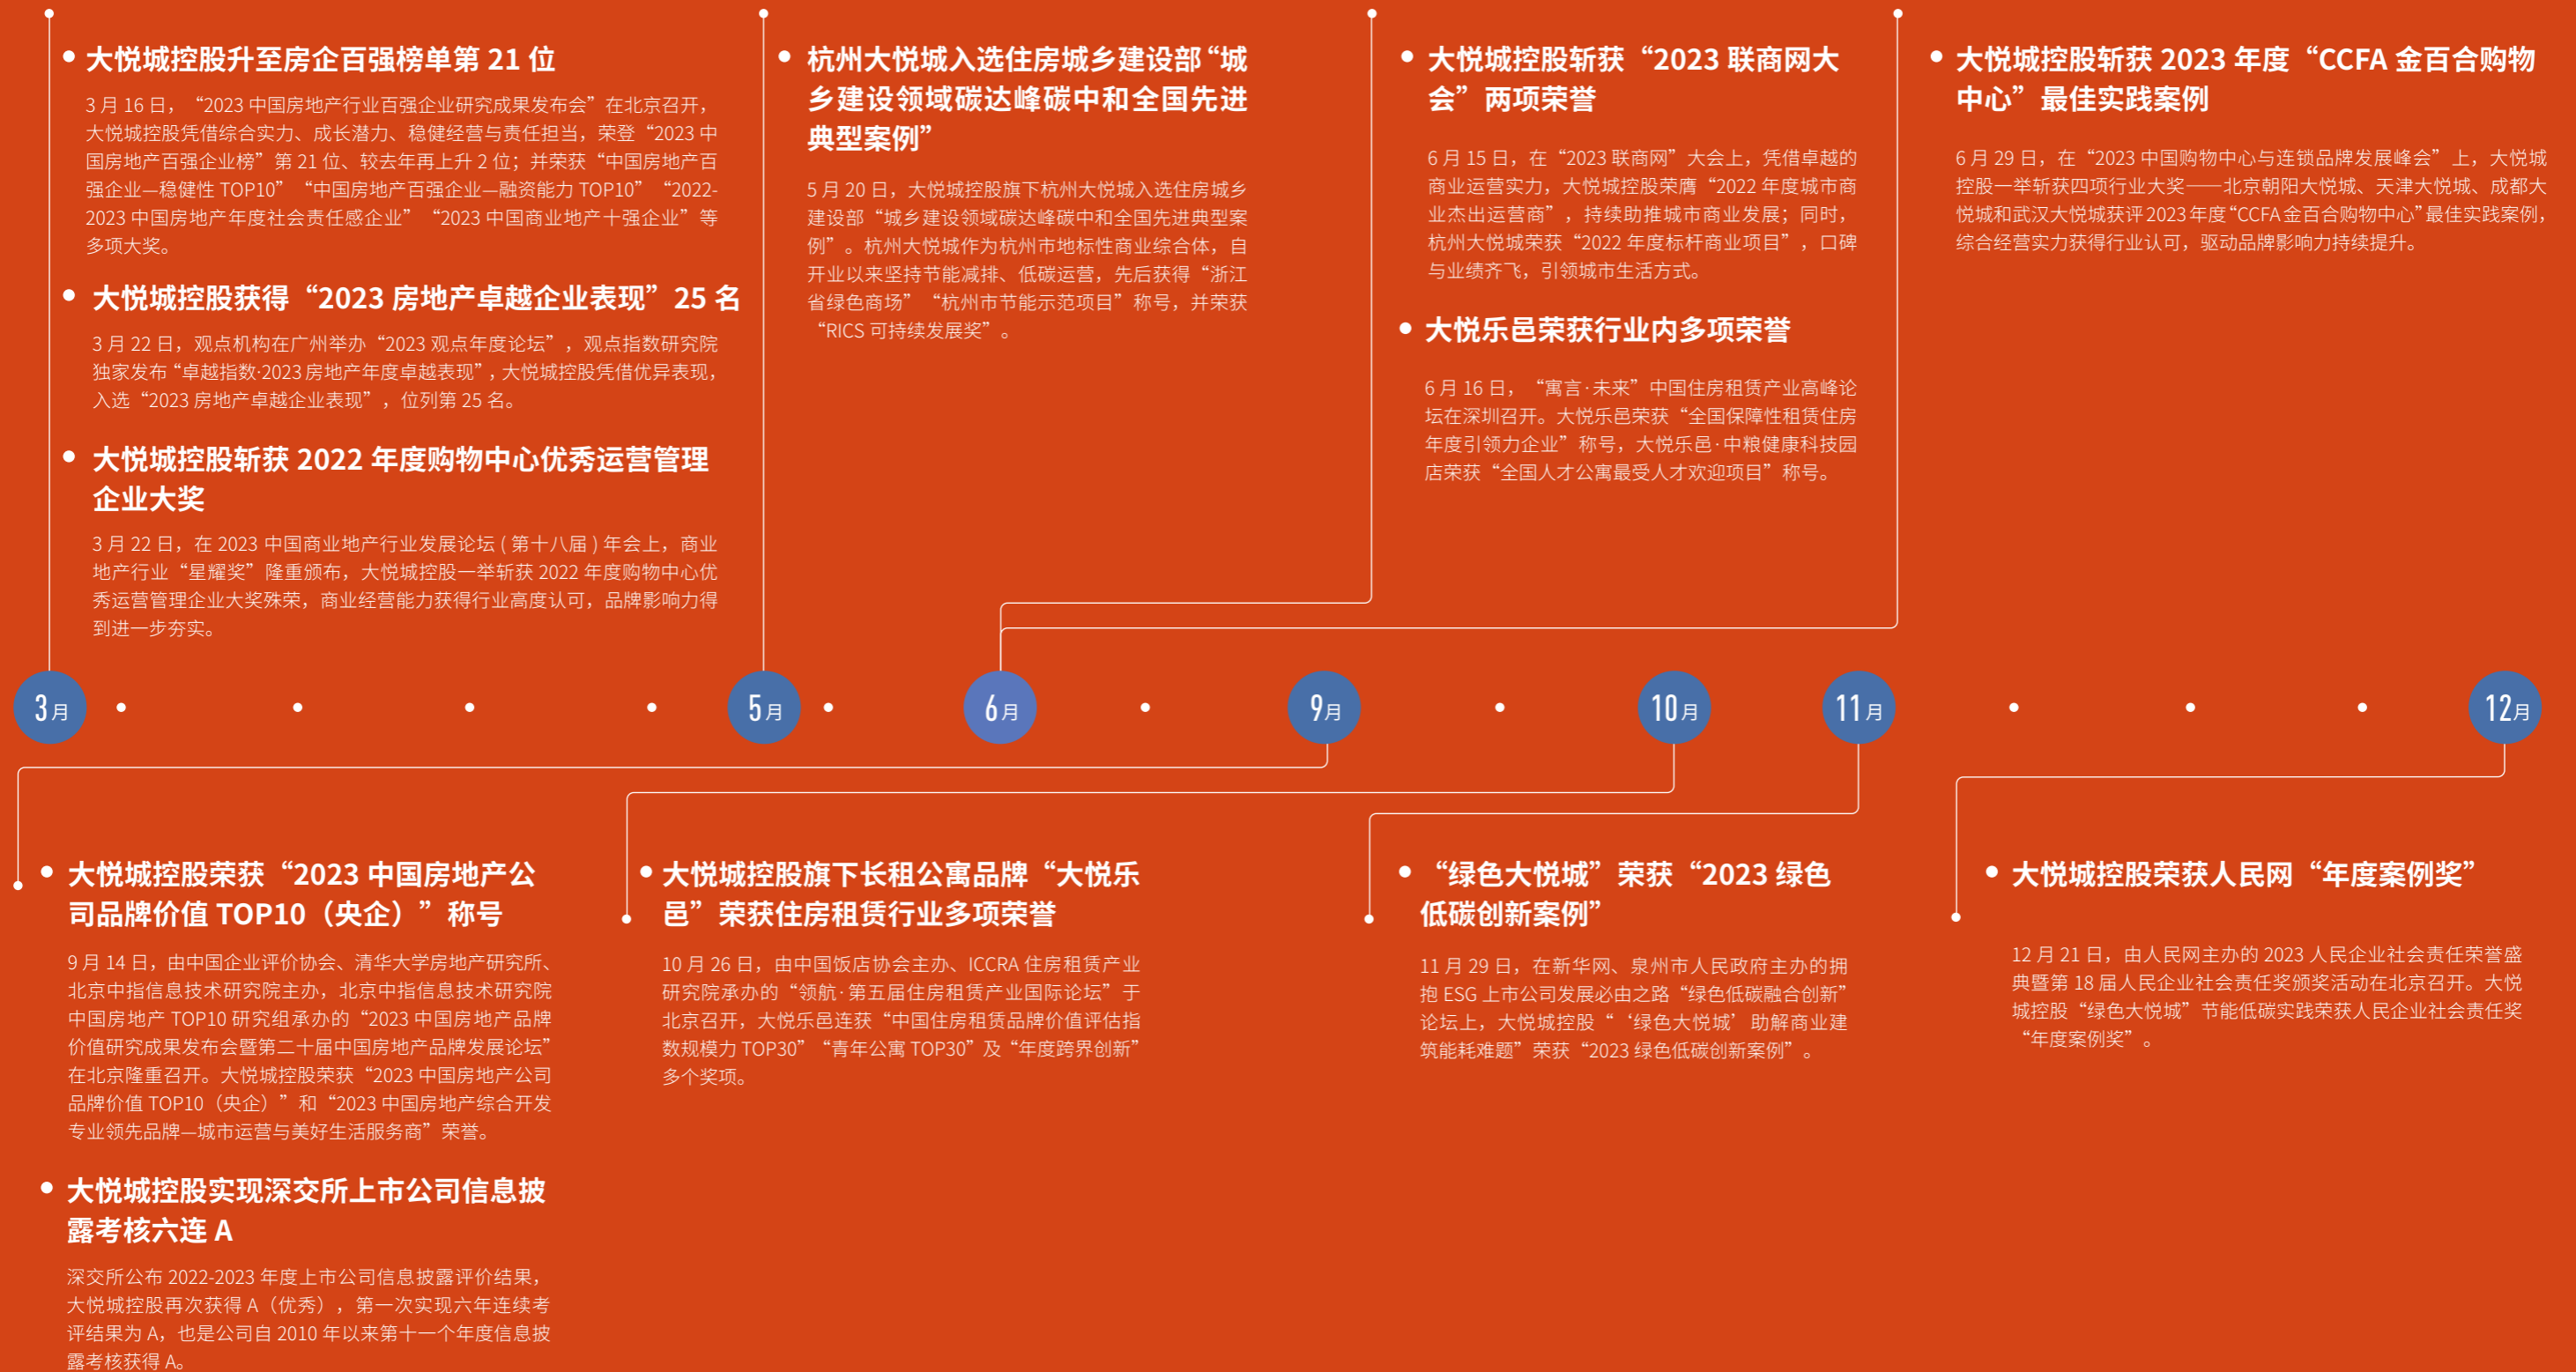 大悦城控股升至房企百强榜单第 21 位
3 月 16 日，“2023 中国房地产行业百强企业研究成果发布会”在北京召开，
大悦城控股凭借综合实力、成长潜力、稳健经营与责任担当，荣登“2023 中
国房地产百强企业榜”第 21 位、较去年再上升 2 位；并荣获“中国房地产百
强企业—稳健性 TOP10”“中国房地产百强企业—融资能力 TOP10”“2022-
2023 中国房地产年度社会责任感企业”“2023 中国商业地产十强企业”等
多项大奖。
大悦城控股获得“2023 房地产卓越企业表现”25 名
3 月 22 日，观点机构在广州举办“2023 观点年度论坛”，观点指数研究院
独家发布“卓越指数·2023 房地产年度卓越表现”，大悦城控股凭借优异表现，
入选“2023 房地产卓越企业表现”，位列第 25 名。
大悦城控股斩获 2022 年度购物中心优秀运营管理
企业大奖
3 月 22 日，在 2023 中国商业地产行业发展论坛 ( 第十八届 ) 年会上，商业
地产行业“星耀奖”隆重颁布，大悦城控股一举斩获 2022 年度购物中心优
秀运营管理企业大奖殊荣，商业经营能力获得行业高度认可，品牌影响力得
到进一步夯实。
杭州大悦城入选住房城乡建设部“城
乡建设领域碳达峰碳中和全国先进
典型案例”
5 月 20 日，大悦城控股旗下杭州大悦城入选住房城乡
建设部“城乡建设领域碳达峰碳中和全国先进典型案
例”。杭州大悦城作为杭州市地标性商业综合体，自
开业以来坚持节能减排、低碳运营，先后获得“浙江
省绿色商场”“杭州市节能示范项目”称号，并荣获
“RICS 可持续发展奖”。
大悦城控股斩获“2023 联商网大
会”两项荣誉
6 月 15 日，在“2023 联商网”大会上，凭借卓越的
商业运营实力，大悦城控股荣膺“2022 年度城市商
业杰出运营商”，持续助推城市商业发展；同时，
杭州大悦城荣获“2022 年度标杆商业项目”，口碑
与业绩齐飞，引领城市生活方式。
大悦乐邑荣获行业内多项荣誉
6 月 16 日，“寓言·未来”中国住房租赁产业高峰论
坛在深圳召开。大悦乐邑荣获“全国保障性租赁住房
年度引领力企业”称号，大悦乐邑·中粮健康科技园
店荣获“全国人才公寓最受人才欢迎项目”称号。
大悦城控股斩获 2023 年度“CCFA 金百合购物
中心”最佳实践案例
6 月 29 日，在“2023 中国购物中心与连锁品牌发展峰会”上，大悦城
控股一举斩获四项行业大奖——北京朝阳大悦城、天津大悦城、成都大
悦城和武汉大悦城获评 2023 年度“CCFA 金百合购物中心”最佳实践案例，
综合经营实力获得行业认可，驱动品牌影响力持续提升。
3月
5月
6月
9月
10月
11月
12月
大悦城控股荣获“2023 中国房地产公
司品牌价值 TOP10（央企）”称号
9 月 14 日，由中国企业评价协会、清华大学房地产研究所、
北京中指信息技术研究院主办，北京中指信息技术研究院
中国房地产 TOP10 研究组承办的“2023 中国房地产品牌
价值研究成果发布会暨第二十届中国房地产品牌发展论坛”
在北京隆重召开。大悦城控股荣获“2023 中国房地产公司
品牌价值 TOP10（央企）”和“2023 中国房地产综合开发
专业领先品牌—城市运营与美好生活服务商”荣誉。
大悦城控股实现深交所上市公司信息披
露考核六连 A
深交所公布 2022-2023 年度上市公司信息披露评价结果，
大悦城控股再次获得 A（优秀），第一次实现六年连续考
评结果为 A，也是公司自 2010 年以来第十一个年度信息披
露考核获得 A。
大悦城控股旗下长租公寓品牌“大悦乐
邑”荣获住房租赁行业多项荣誉
10 月 26 日，由中国饭店协会主办、ICCRA 住房租赁产业
研究院承办的“领航·第五届住房租赁产业国际论坛”于
北京召开，大悦乐邑连获“中国住房租赁品牌价值评估指
数规模力 TOP30”“青年公寓 TOP30”及“年度跨界创新”
多个奖项。
“绿色大悦城”荣获“2023 绿色
低碳创新案例”
11 月 29 日，在新华网、泉州市人民政府主办的拥
抱 ESG 上市公司发展必由之路“绿色低碳融合创新”
论坛上，大悦城控股“‘绿色大悦城’助解商业建
筑能耗难题”荣获“2023 绿色低碳创新案例”。
大悦城控股荣获人民网“年度案例奖”
12 月 21 日，由人民网主办的 2023 人民企业社会责任荣誉盛
典暨第 18 届人民企业社会责任奖颁奖活动在北京召开。大悦
城控股“绿色大悦城”节能低碳实践荣获人民企业社会责任奖
“年度案例奖”。